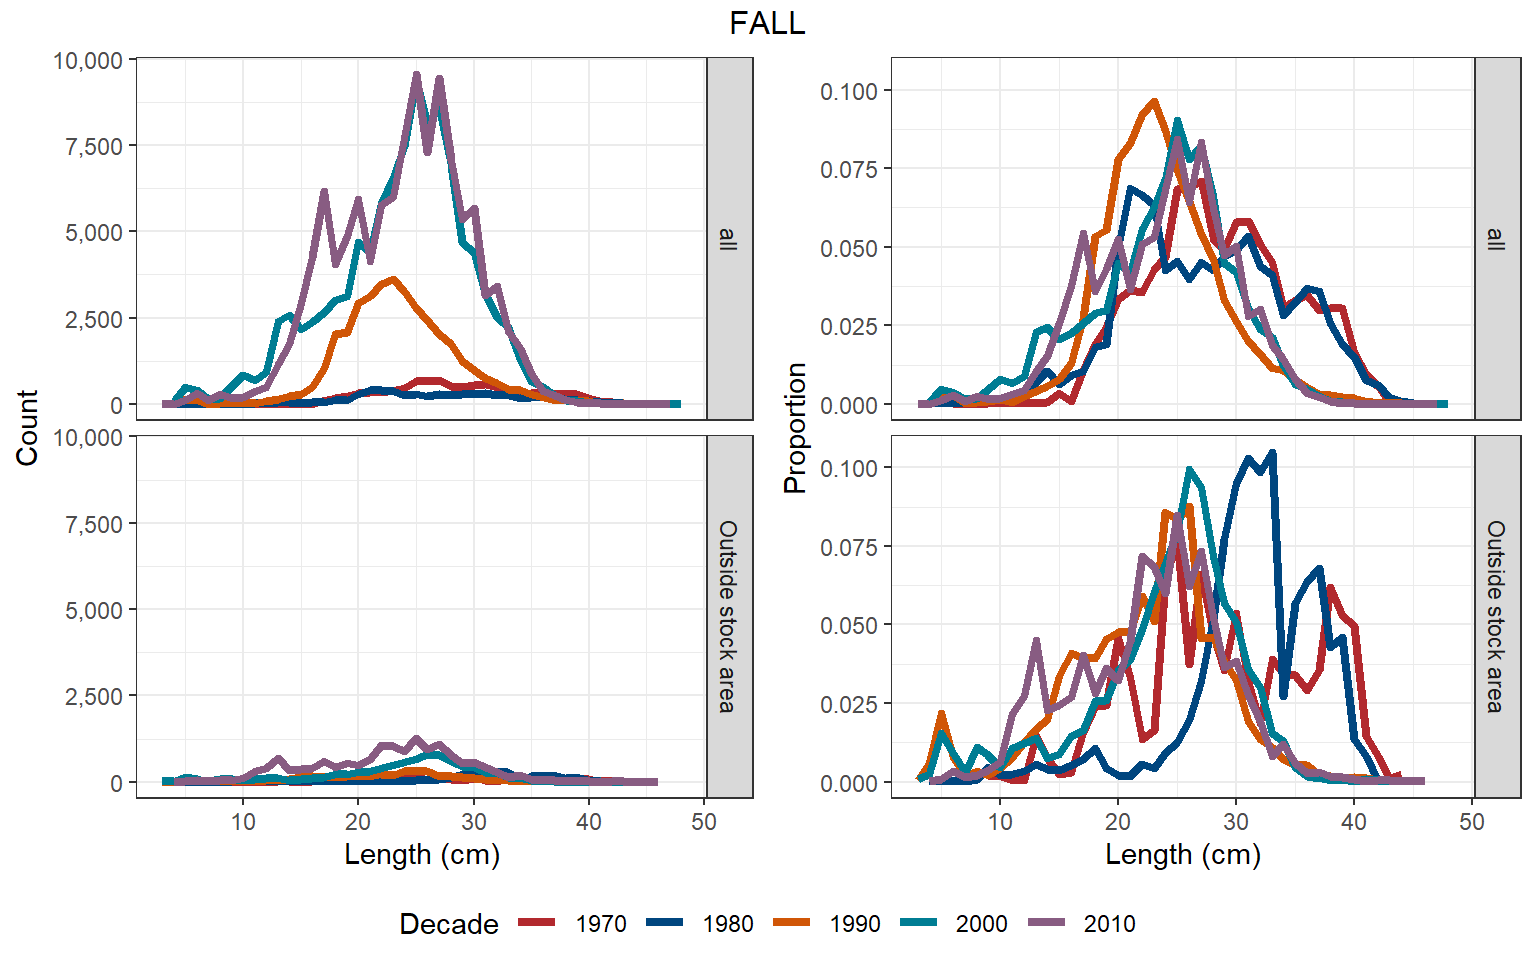 FALL
Count
10,000
7,500
5,000
2,500
0
all
10,000
7,500
5,000
2,500
0
Outside stock area
10 20 30 40 50
Length (cm)
Proportion
0.100
0.075
0.050
0.025
0.000
all
0.100
0.075
0.050
0.025
0.000
Outside stock area
10 20 30 40 50
Length (cm)
Decade 1970 1980 1990 2000 2010